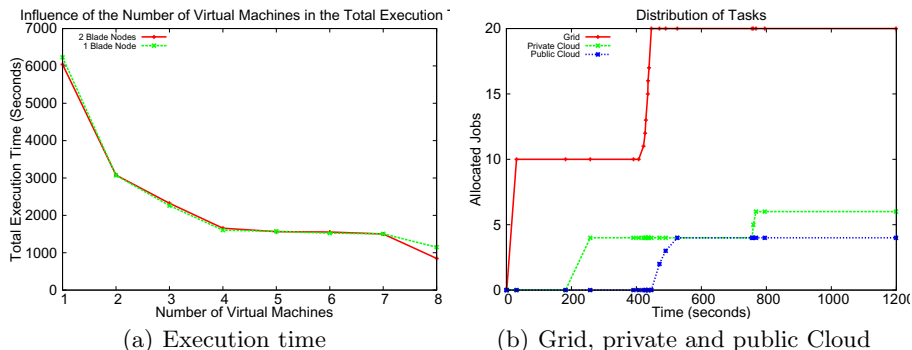 Influence of the Number of Virtual Machines in the Total Execution
2 Blade Nodes
1 Blade Node
Total Execution Time (Seconds)
7000
6000
5000
4000
3000
2000
1000
0
1 2 3 4 5 6 7 8
Number of Virtual Machines
(a) Execution time
Distribution of Tasks
Grid
Private Cloud
Public Cloud
Allocated Jobs
20
15
10
5
0
0 200 400 600 800 1000 1200
Time (seconds)
(b) Grid, private and public Cloud